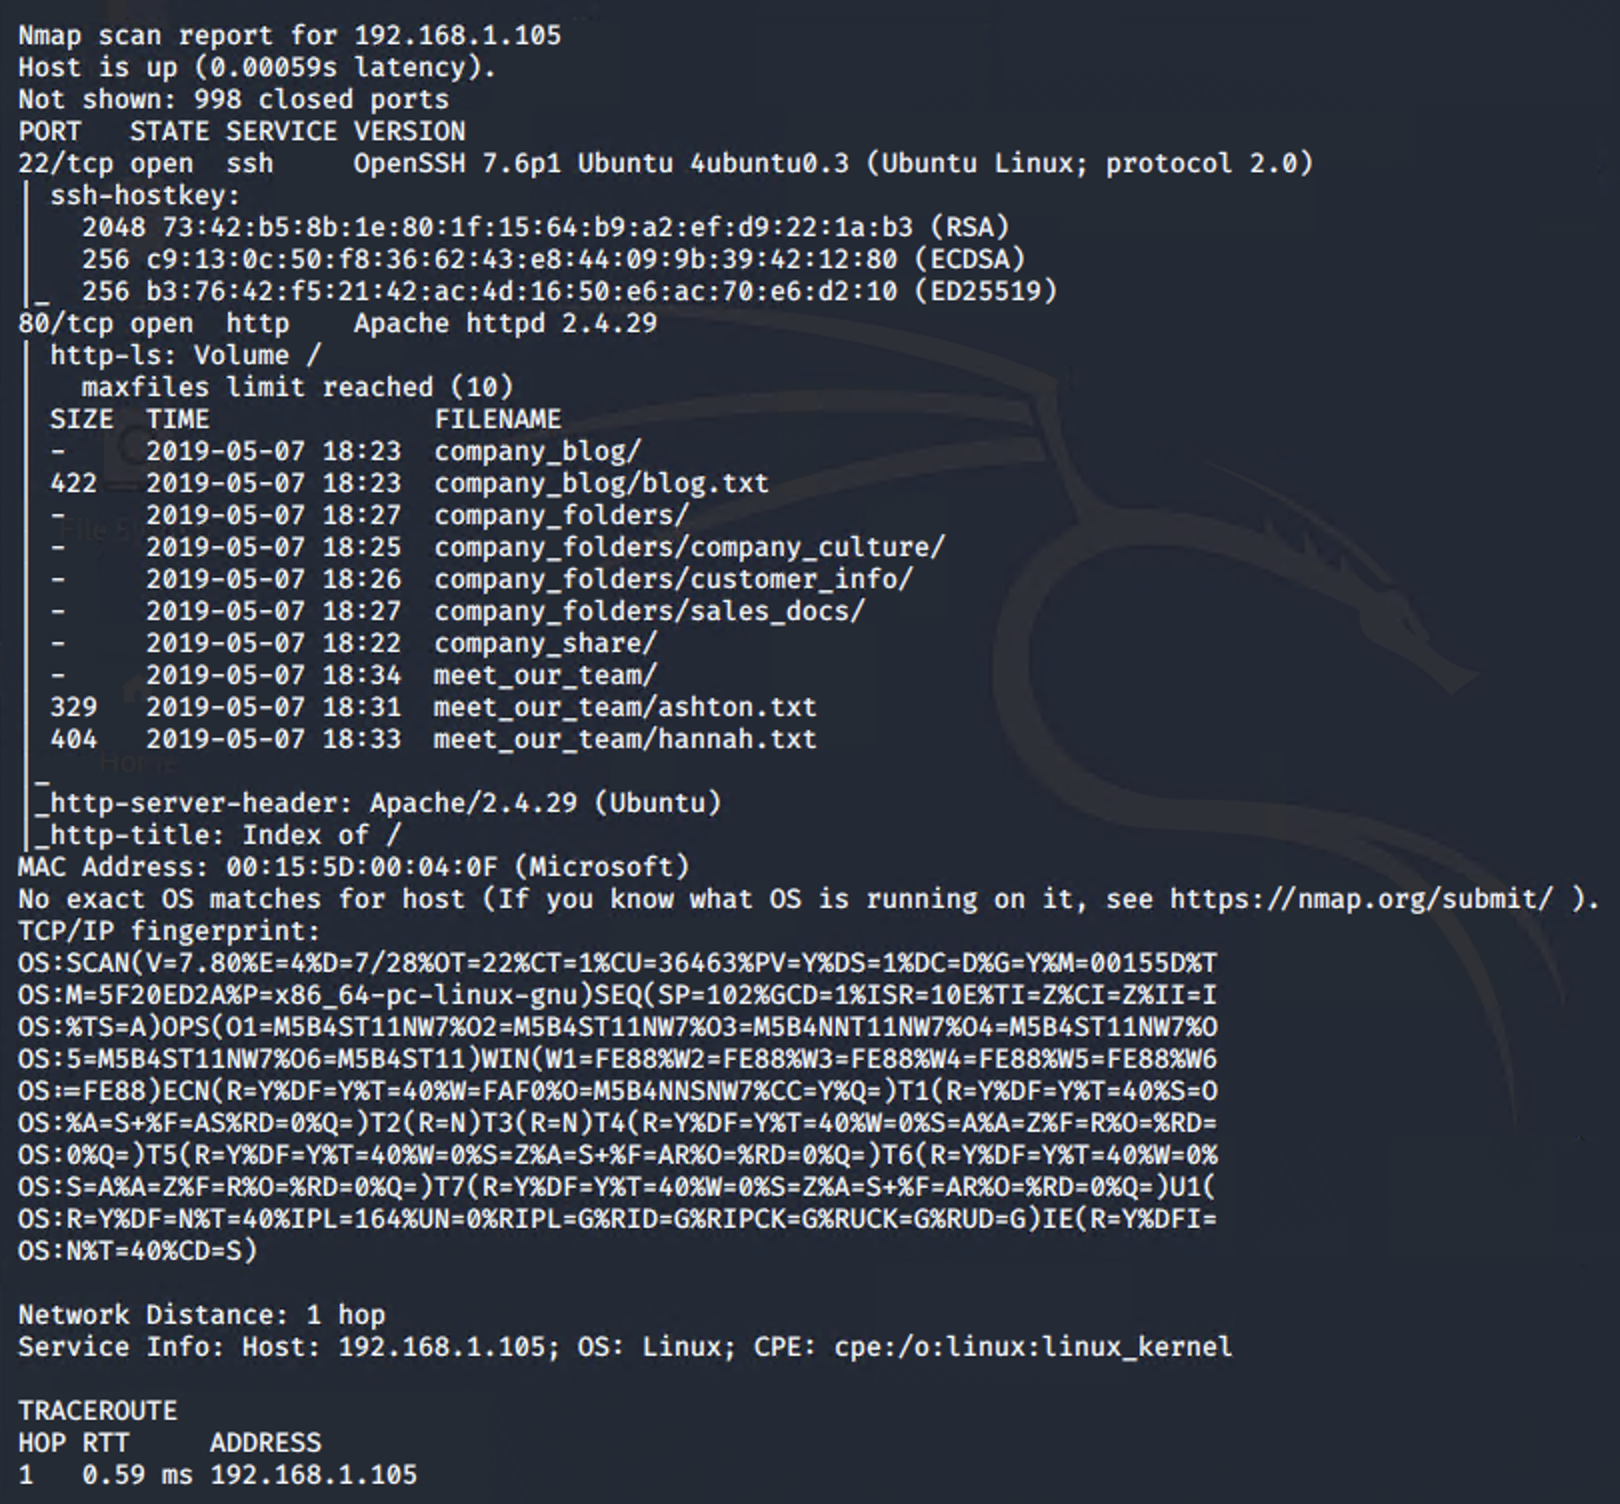 Nmap scan report for 192.168.1.105
Host is up (0.00059s latency).
Not shown: 998 closed ports
PORT   STATE SERVICE VERSION
22/tcp open  ssh     OpenSSH 7.6p1 Ubuntu 4ubuntu0.3 (Ubuntu Linux; protocol 2.0)
| ssh-hostkey:
|   2048 73:42:b5:8b:1e:80:1f:15:64:b9:a2:ef:d9:22:1a:b3 (RSA)
|   256 c9:13:0c:50:f8:36:62:43:e8:44:09:9b:39:42:12:80 (ECDSA)
|_  256 b3:76:42:f5:21:42:ac:4d:16:50:e6:ac:70:e6:d2:10 (ED25519)
80/tcp open  http    Apache httpd 2.4.29
| http-ls: Volume /
|   maxfiles limit reached (10)
| SIZE  TIME              FILENAME
| -     2019-05-07 18:23  company_blog/
| 422   2019-05-07 18:23  company_blog/blog.txt
| -     2019-05-07 18:27  company_folders/
| -     2019-05-07 18:25  company_folders/company_culture/
| -     2019-05-07 18:26  company_folders/customer_info/
| -     2019-05-07 18:27  company_folders/sales_docs/
| -     2019-05-07 18:22  company_share/
| -     2019-05-07 18:34  meet_our_team/
| 329   2019-05-07 18:31  meet_our_team/ashton.txt
| 404   2019-05-07 18:33  meet_our_team/hannah.txt
|_
|_http-server-header: Apache/2.4.29 (Ubuntu)
|_http-title: Index of /
MAC Address: 00:15:5D:00:04:0F (Microsoft)
No exact OS matches for host (If you know what OS is running on it, see https://nmap.org/submit/ ).
TCP/IP fingerprint:
OS:SCAN(V=7.80%E=4%D=7/28%OT=22%CT=1%CU=36463%PV=Y%DS=1%DC=D%G=Y%M=00155D%T
OS:M=5F20ED2A%P=x86_64-pc-linux-gnu)SEQ(SP=102%GCD=1%ISR=10E%TI=Z%CI=Z%II=I
OS:%TS=A)OPS(O1=M5B4ST11NW7%O2=M5B4ST11NW7%O3=M5B4NNT11NW7%O4=M5B4ST11NW7%O
OS:5=M5B4ST11NW7%O6=M5B4ST11)WIN(W1=FE88%W2=FE88%W3=FE88%W4=FE88%W5=FE88%W6
OS:=FE88)ECN(R=Y%DF=Y%T=40%W=FAF0%O=M5B4NNSNW7%CC=Y%Q=)T1(R=Y%DF=Y%T=40%S=O
OS:%A=S+%F=AS%RD=0%Q=)T2(R=N)T3(R=N)T4(R=Y%DF=Y%T=40%W=0%S=A%A=Z%F=R%O=%RD=
OS:0%Q=)T5(R=Y%DF=Y%T=40%W=0%S=Z%A=S+%F=AR%O=%RD=0%Q=)T6(R=Y%DF=Y%T=40%W=0%
OS:S=A%A=Z%F=R%O=%RD=0%Q=)T7(R=Y%DF=Y%T=40%W=0%S=Z%A=S+%F=AR%O=%RD=0%Q=)U1(
OS:R=Y%DF=N%T=40%IPL=164%UN=0%RIPL=G%RID=G%RIPCK=G%RUCK=G%RUD=G)IE(R=Y%DFI=
OS:N%T=40%CD=S)

Network Distance: 1 hop
Service Info: Host: 192.168.1.105; OS: Linux; CPE: cpe:/o:linux:linux_kernel

TRACEROUTE
HOP RTT     ADDRESS
1   0.59 ms 192.168.1.105